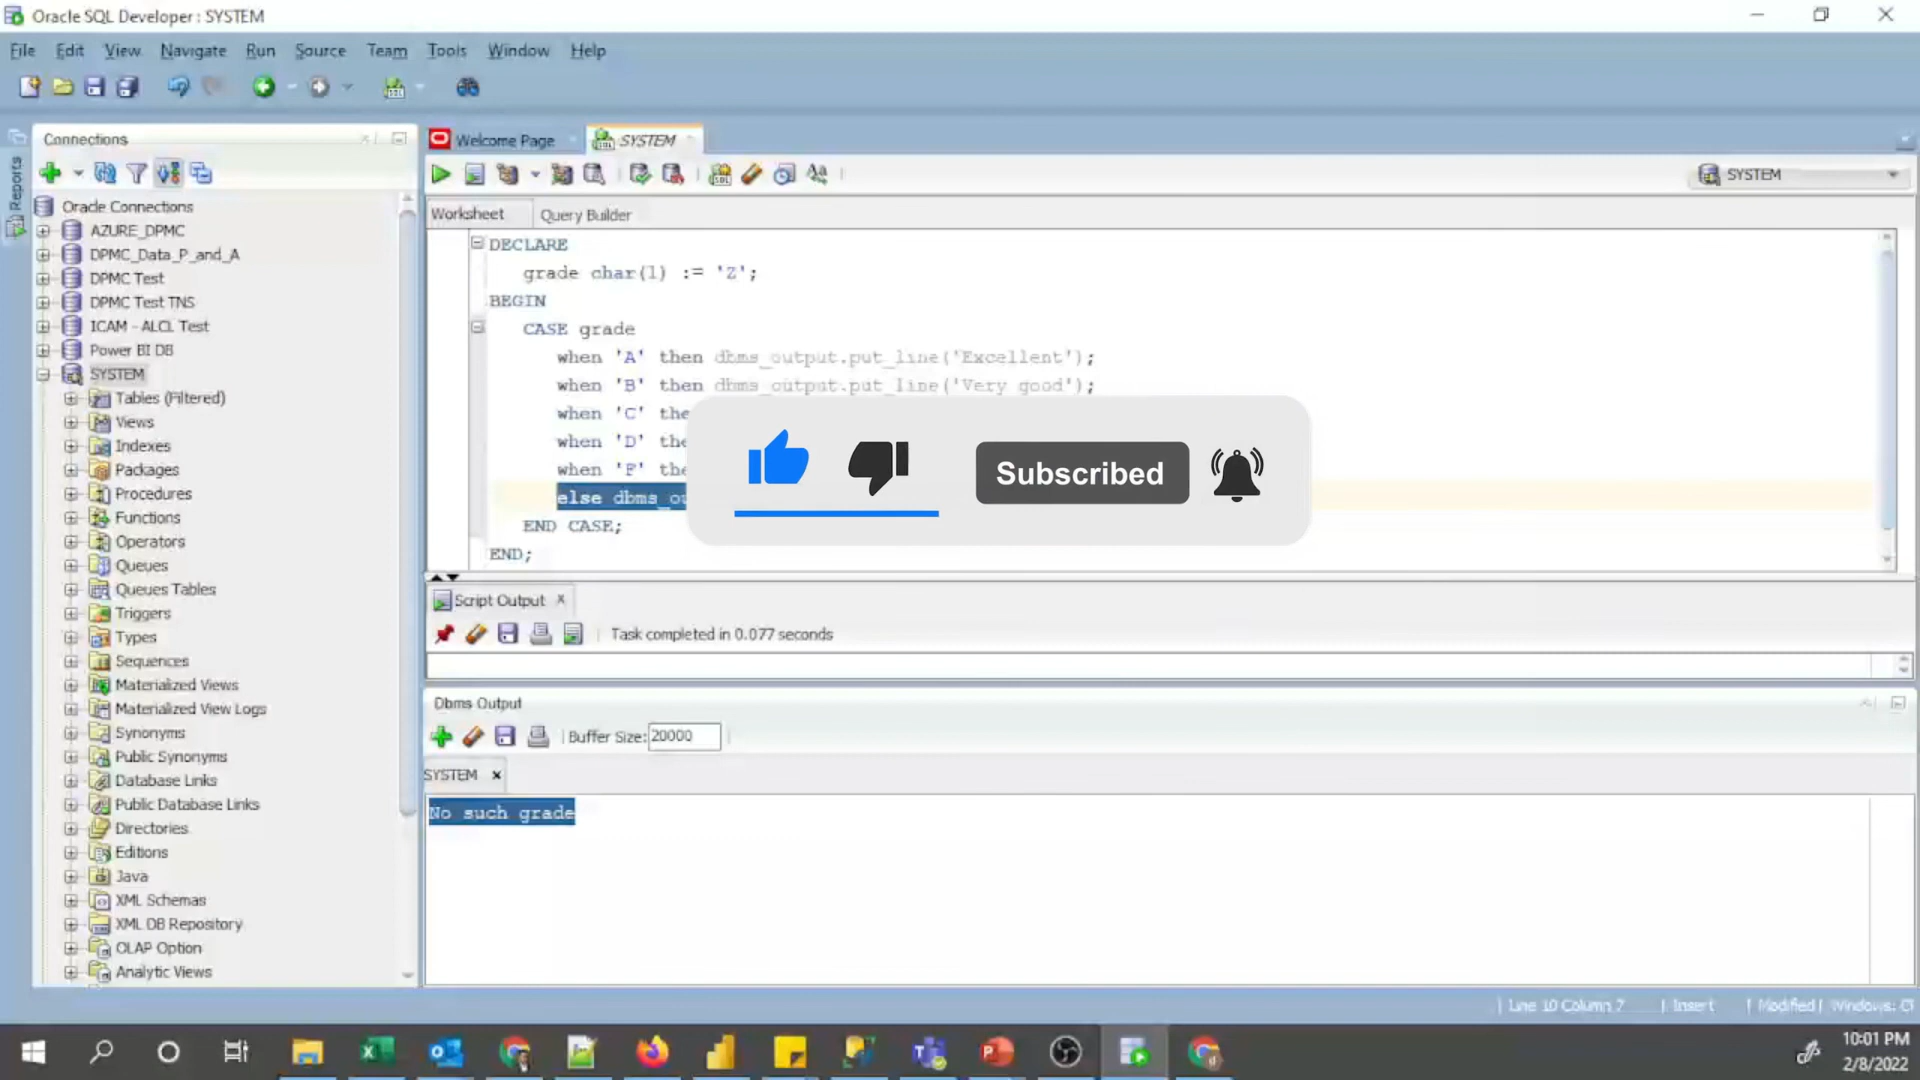 Oracle SQL Developer : SYSTEM
File Edit View Navigate Run Source Team Tools Window Help
Reports
Connections
Oracle Connections
AZURE_DPMC
DPMC_Data_P_and_A
DPMC Test
DPMC Test TNS
ICAM - ALCL Test
Power BI DB
SYSTEM
Tables (Filtered)
Views
Indexes
Packages
Procedures
Functions
Operators
Queues
Queues Tables
Triggers
Types
Sequences
Materialized Views
Materialized View Logs
Synonyms
Public Synonyms
Database Links
Public Database Links
Directories
Editions
Java
XML Schemas
XML DB Repository
OLAP Option
Analytic Views
Welcome Page SYSTEM
SYSTEM
Worksheet Query Builder
DECLARE
grade char(1) := 'Z';
BEGIN
CASE grade
when 'A' then dbms_output.put_line('Excellent');
when 'B' then dbms_output.put_line('Very good');
when 'C' the
when 'D' the
when 'F' the
else dbms_ou
END CASE;
END;
Subscribed
Script Output
Task completed in 0.077 seconds
Dbms Output
Buffer Size: 20000
SYSTEM
No such grade
Line 10 Column 7 | Insert | Modified | Windows: C
10:01 PM
2/8/2022